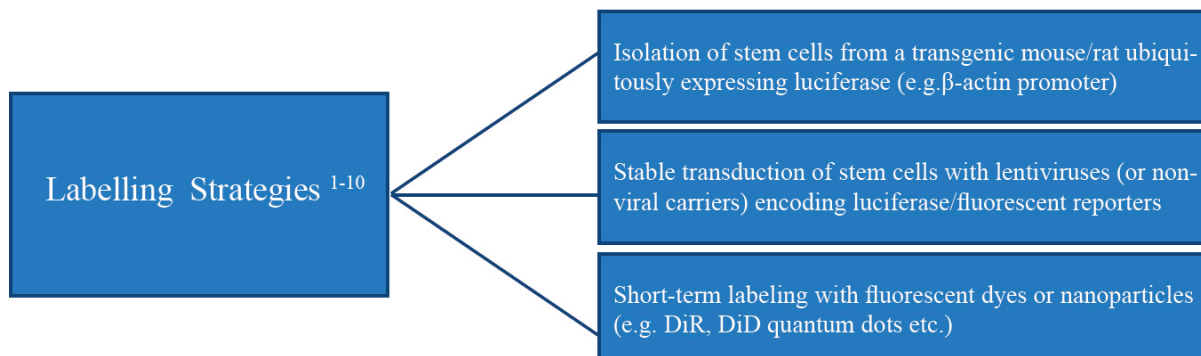 Labelling Strategies 1-10
Isolation of stem cells from a transgenic mouse/rat ubiqui-
tously expressing luciferase (e.g.β-actin promoter)
Stable transduction of stem cells with lentiviruses (or non-
viral carriers) encoding luciferase/fluorescent reporters
Short-term labeling with fluorescent dyes or nanoparticles
(e.g. DiR, DiD quantum dots etc.)